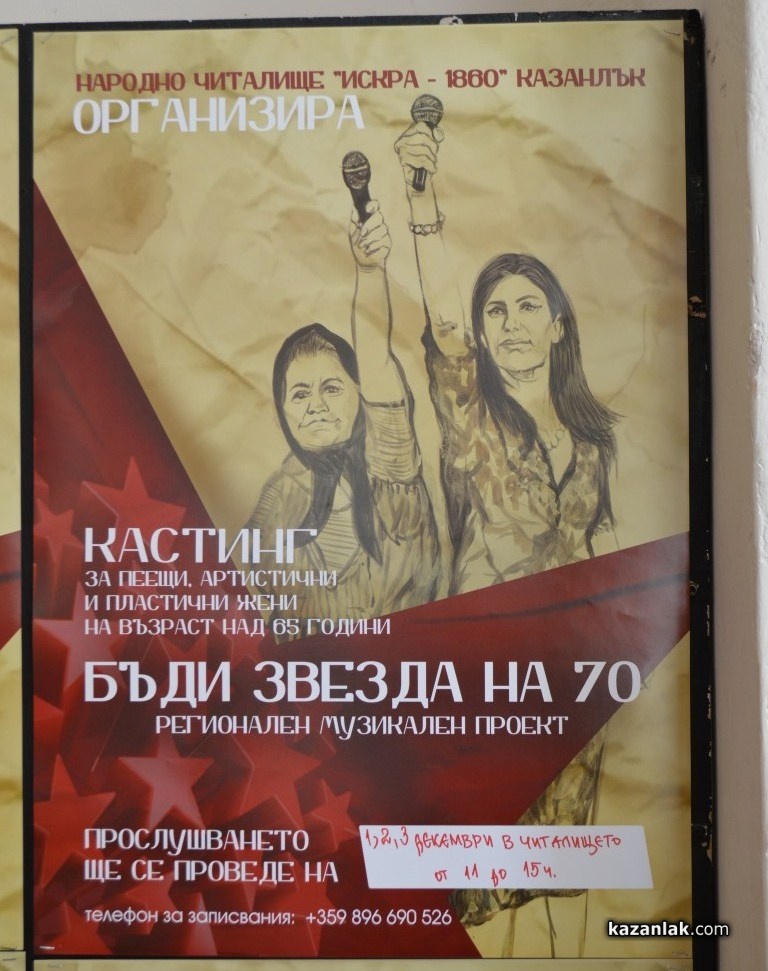 НАРОДНО ЧИТАЛИЩЕ "ИСКРА - 1860" КАЗАНЛЪК
ОРГАНИЗИРА
КАСТИНГ
ЗА ПЕЕЩИ, АРТИСТИЧНИ
И ПЛАСТИЧНИ ЖЕНИ
НА ВЪЗРАСТ НАД 65 ГОДИНИ
БЪДИ ЗВЕЗДА НА 70
РЕГИОНАЛЕН МУЗИКАЛЕН ПРОЕКТ
ПРОСЛУШВАНЕТО
ЩЕ СЕ ПРОВЕДЕ НА
1,2,3 ДЕКЕМВРИ В ЧИТАЛИЩЕТО
от 11 до 15 ч.
телефон за записвания: +359 896 690 526
kazanlak.com